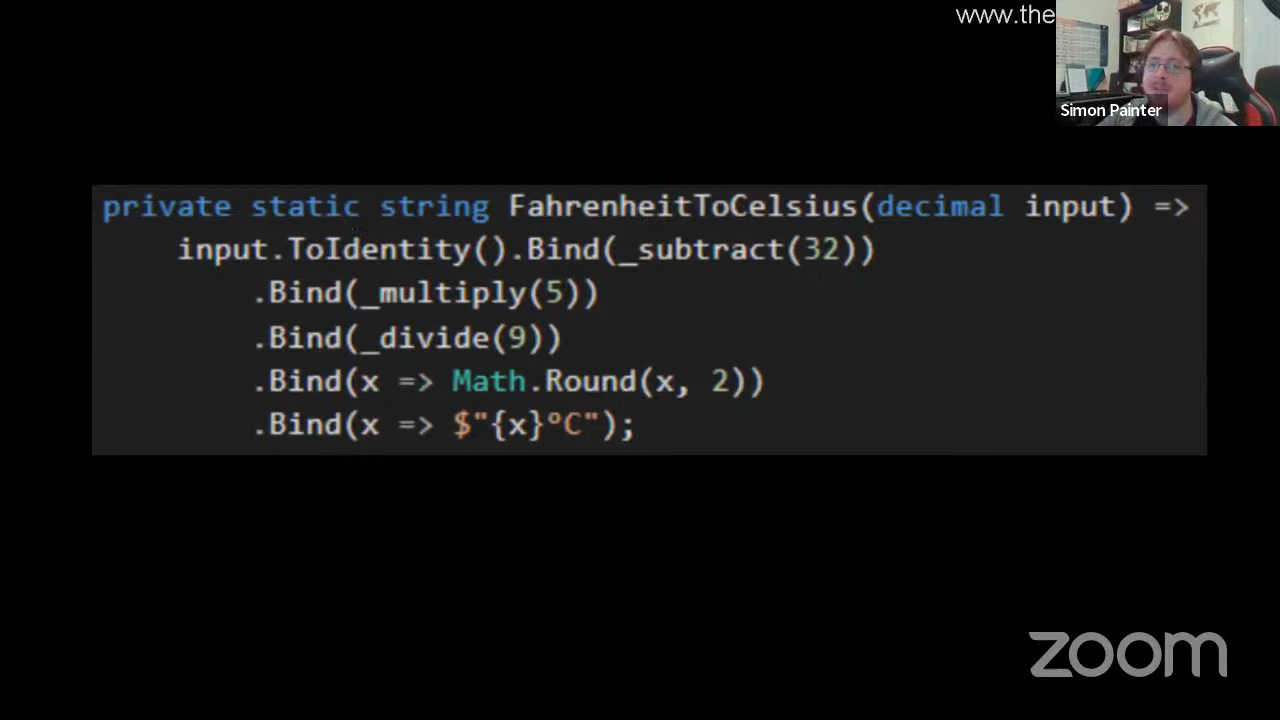 www.the
Simon Painter
private static string FahrenheitToCelsius(decimal input) =>
input.ToIdentity().Bind(_subtract(32))
.Bind(_multiply(5))
.Bind(_divide(9))
.Bind(x => Math.Round(x, 2))
.Bind(x => $"{x}°C");
zoom